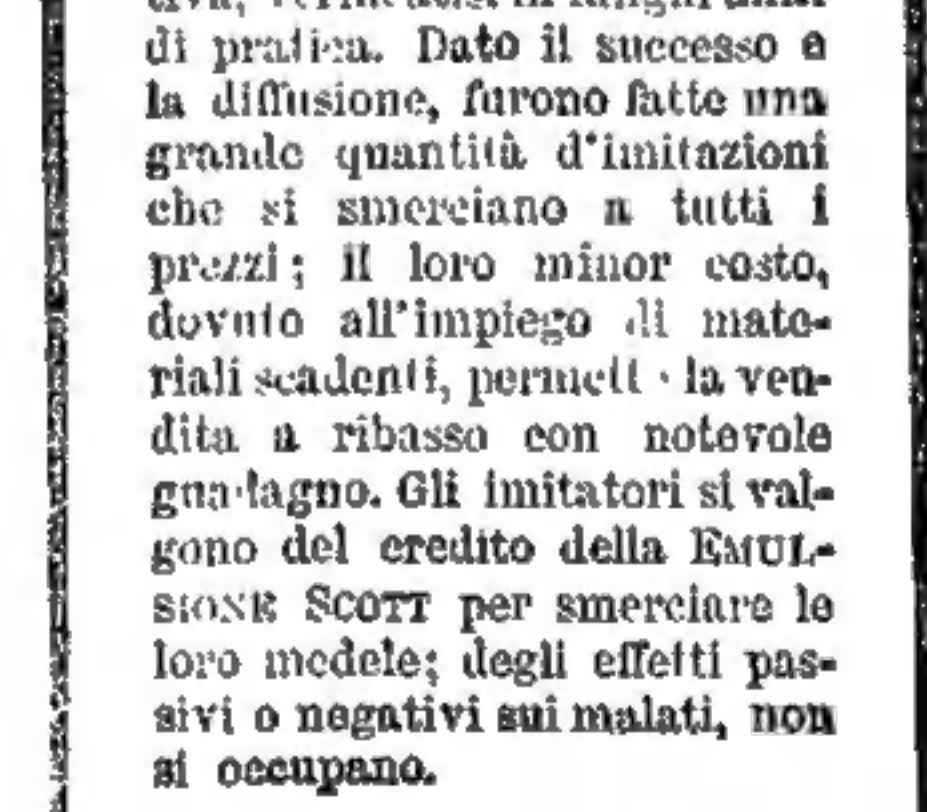 di pratica. Dato il successo e
la diffusione, furono fatte una
grande quantità d'imitazioni
che si smerciano a tutti i
prezzi; il loro minor costo,
dovuto all'impiego di mate-
riali scadenti, permett · la ven-
dita a ribasso con notevole
guadagno. Gli imitatori si val-
gono del credito della EMUL-
SIONE SCOTT per smerciare le
loro medele; degli effetti pas-
sivi o negativi sui malati, non
si occupano.